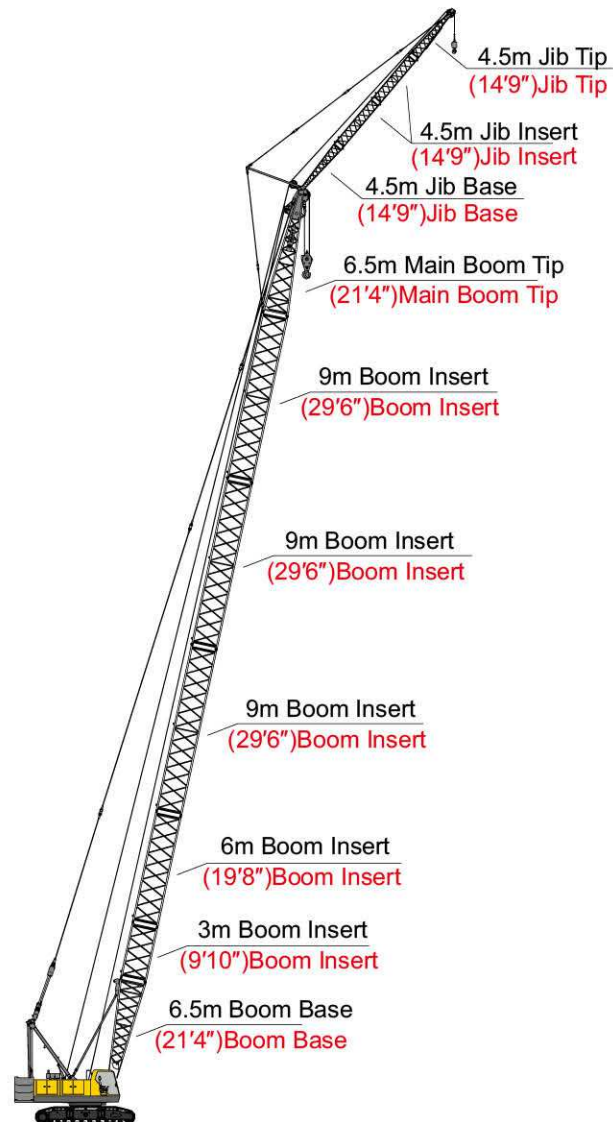 4.5m Jib Tip
(14'9″)Jib Tip
4.5m Jib Insert
(14'9″)Jib Insert
4.5m Jib Base
(14'9″)Jib Base
6.5m Main Boom Tip
(21'4″)Main Boom Tip
9m Boom Insert
(29'6″)Boom Insert
9m Boom Insert
(29'6″)Boom Insert
9m Boom Insert
(29'6″)Boom Insert
6m Boom Insert
(19'8″)Boom Insert
3m Boom Insert
(9'10″)Boom Insert
6.5m Boom Base
(21'4″)Boom Base